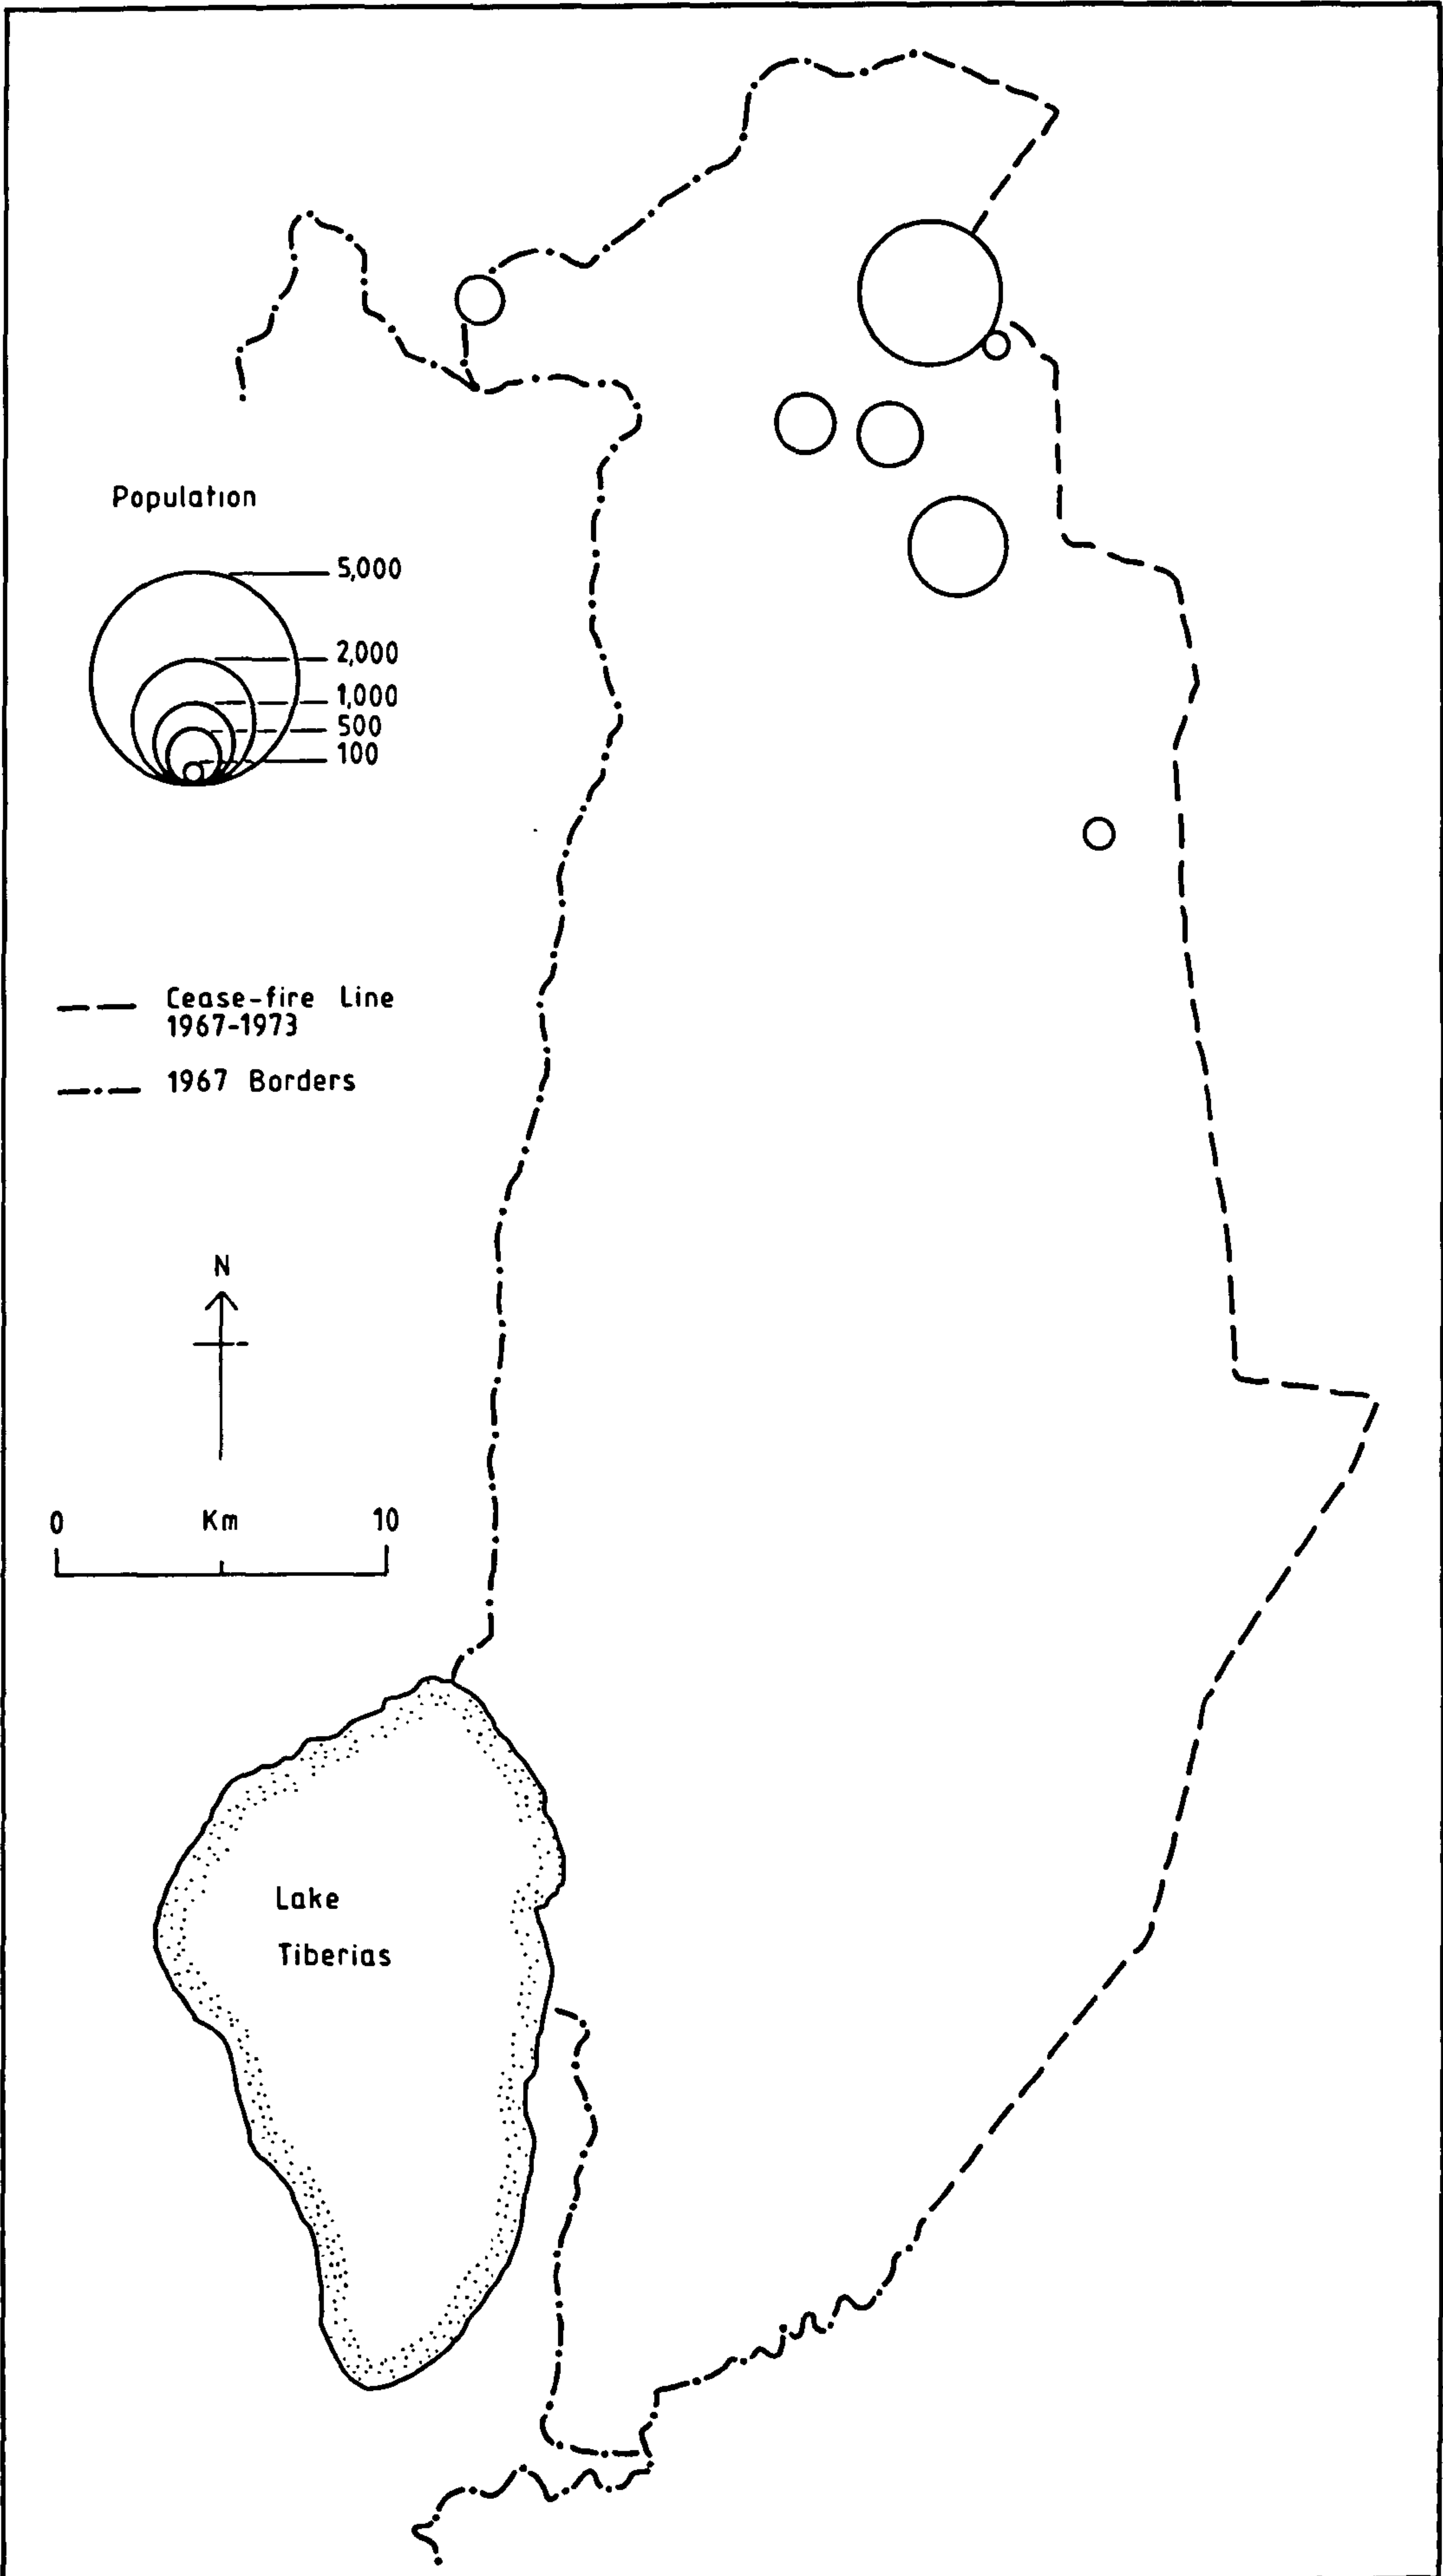 Population
5,000
2,000
1,000
500
100
Cease-fire Line
1967-1973
1967 Borders
N
0 Km 10
Lake
Tiberias